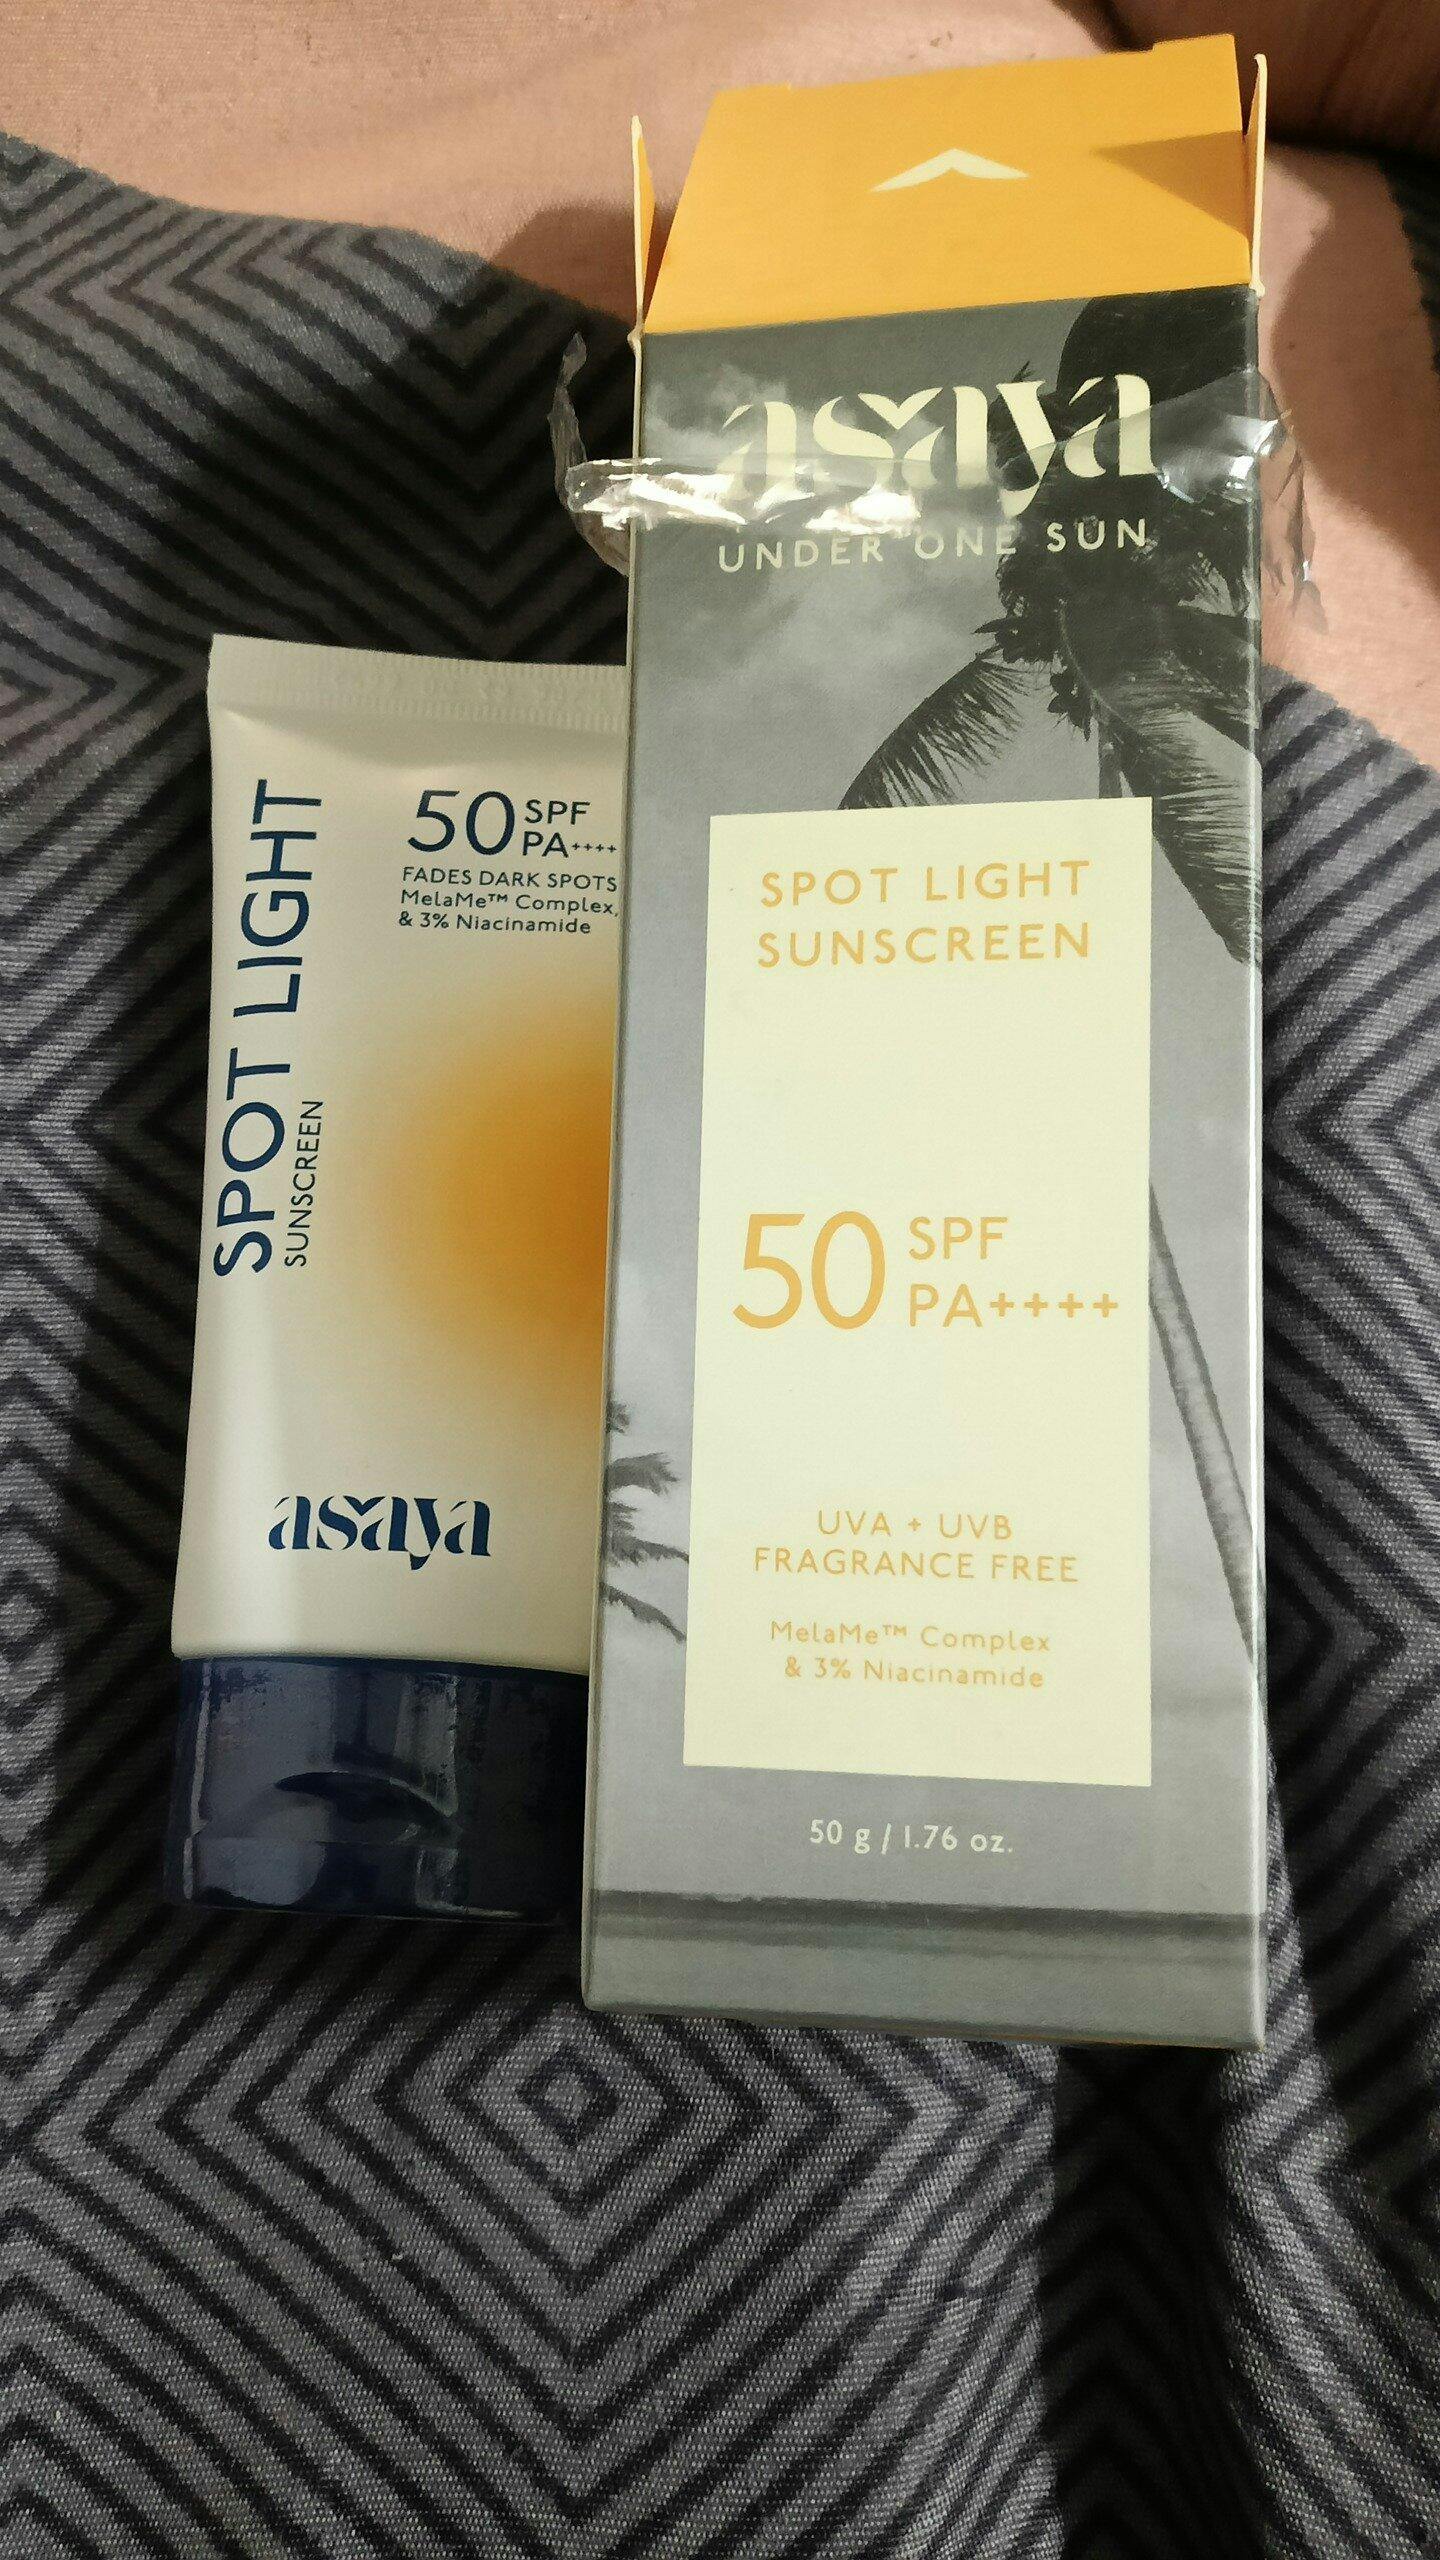 SPOT LIGHT
SUNSCREEN
50 SPF
PA++++
FADES DARK SPOTS
MelaMe™ Complex,
& 3% Niacinamide
asaya
asaya
UNDER ONE SUN
SPOT LIGHT
SUNSCREEN
50 SPF
PA++++
UVA + UVB
FRAGRANCE FREE
MelaMe™ Complex
& 3% Niacinamide
50 g / 1.76 oz.